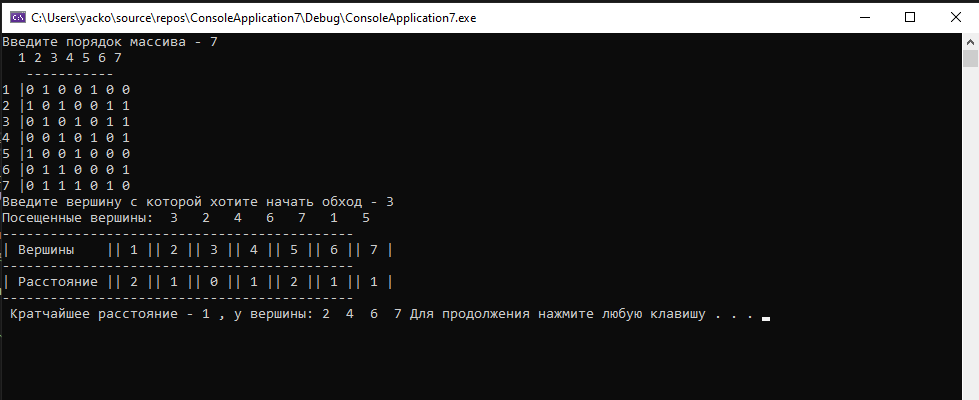 C:\Users\yacko\source\repos\ConsoleApplication7\Debug\ConsoleApplication7.exe
Введите порядок массива - 7
1 2 3 4 5 6 7
-----------
1 |0 1 0 0 1 0 0
2 |1 0 1 0 0 1 1
3 |0 1 0 1 0 1 1
4 |0 0 1 0 1 0 1
5 |1 0 0 1 0 0 0
6 |0 1 1 0 0 0 1
7 |0 1 1 1 0 1 0
Введите вершину с которой хотите начать обход - 3
Посещенные вершины:  3   2   4   6   7   1   5
--------------------------------------------
| Вершины    || 1 || 2 || 3 || 4 || 5 || 6 || 7 |
--------------------------------------------
| Расстояние || 2 || 1 || 0 || 1 || 2 || 1 || 1 |
--------------------------------------------
Кратчайшее расстояние - 1 , у вершины: 2  4  6  7 Для продолжения нажмите любую клавишу . . .